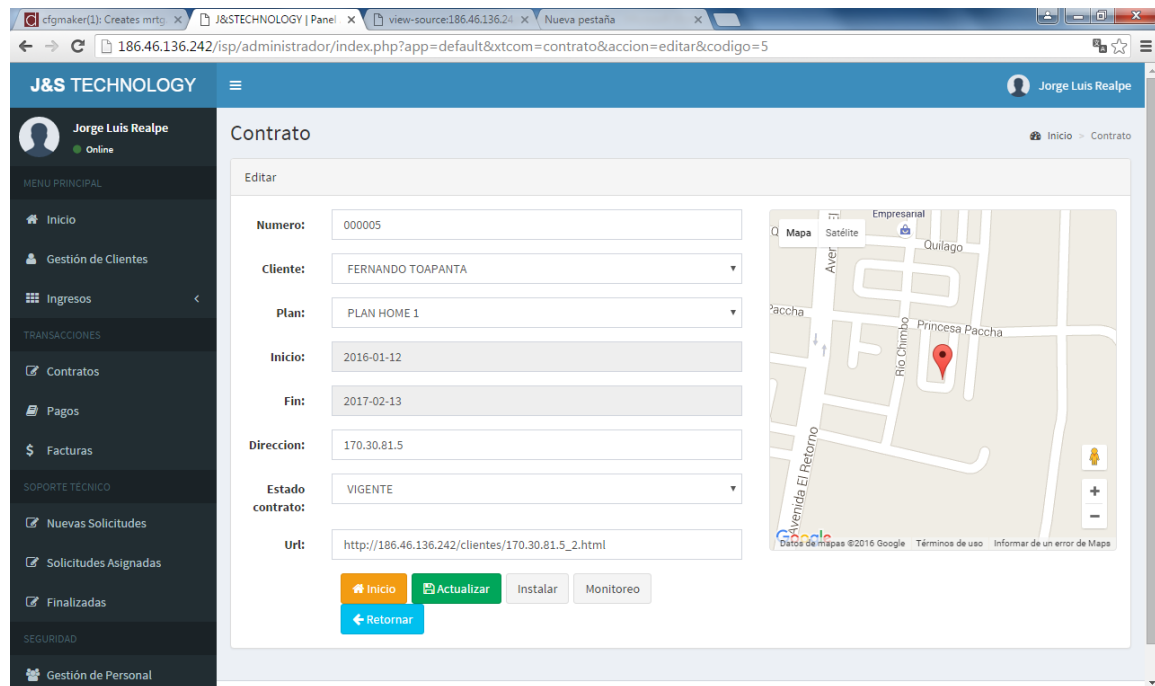 cfgmaker(1): Creates mrtg
J&STECHNOLOGY | Panel
view-source:186.46.136.24
Nueva pestaña
186.46.136.242/isp/administrador/index.php?app=default&xtcom=contrato&accion=editar&codigo=5
J&S TECHNOLOGY
Jorge Luis Realpe
Jorge Luis Realpe
Online
MENU PRINCIPAL
Inicio
Gestión de Clientes
Ingresos
TRANSACCIONES
Contratos
Pagos
$ Facturas
SOPORTE TECNICO
Nuevas Solicitudes
Solicitudes Asignadas
Finalizadas
SEGURIDAD
Gestión de Personal
Contrato
Inicio > Contrato
Editar
Numero: 000005
Cliente: FERNANDO TOAPANTA
Plan: PLAN HOME 1
Inicio: 2016-01-12
Fin: 2017-02-13
Direccion: 170.30.81.5
Estado contrato: VIGENTE
Url: http://186.46.136.242/clientes/170.30.81.5_2.html
Inicio
Actualizar
Instalar
Monitoreo
Retornar
Mapa
Satélite
Empresarial
Quilago
Paccha
Princesa Paccha
Río Chimbo
Avenida El Retorno
Google
Datos de mapas ©2016 Google
Términos de uso
Informar de un error de Maps